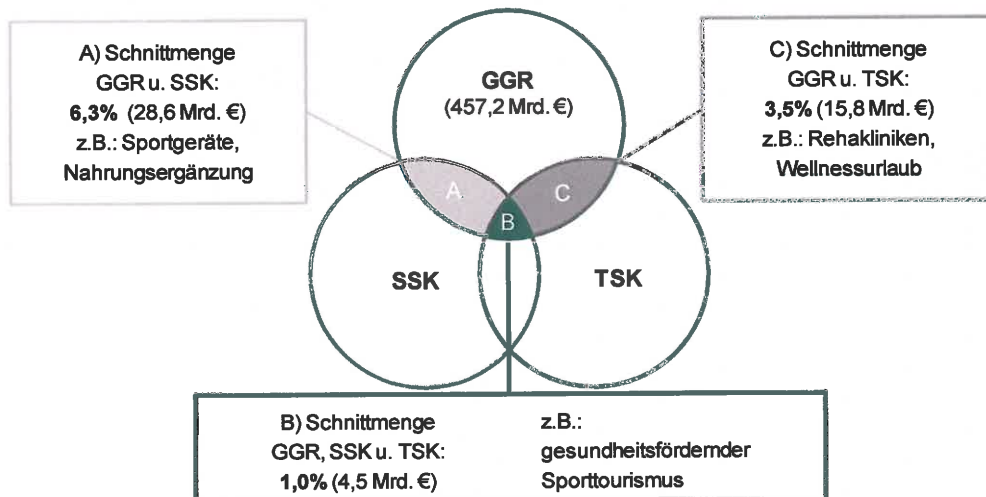 A) Schnittmenge
GGR u. SSK:
6,3% (28,6 Mrd. €)
z.B.: Sportgeräte,
Nahrungsergänzung
GGR
(457,2 Mrd. €)
C) Schnittmenge
GGR u. TSK:
3,5% (15,8 Mrd. €)
z.B.: Rehakliniken,
Wellnessurlaub
A
C
B
SSK
TSK
B) Schnittmenge
GGR, SSK u. TSK:
1,0% (4,5 Mrd. €)
z.B.:
gesundheitsfördernder
Sporttourismus